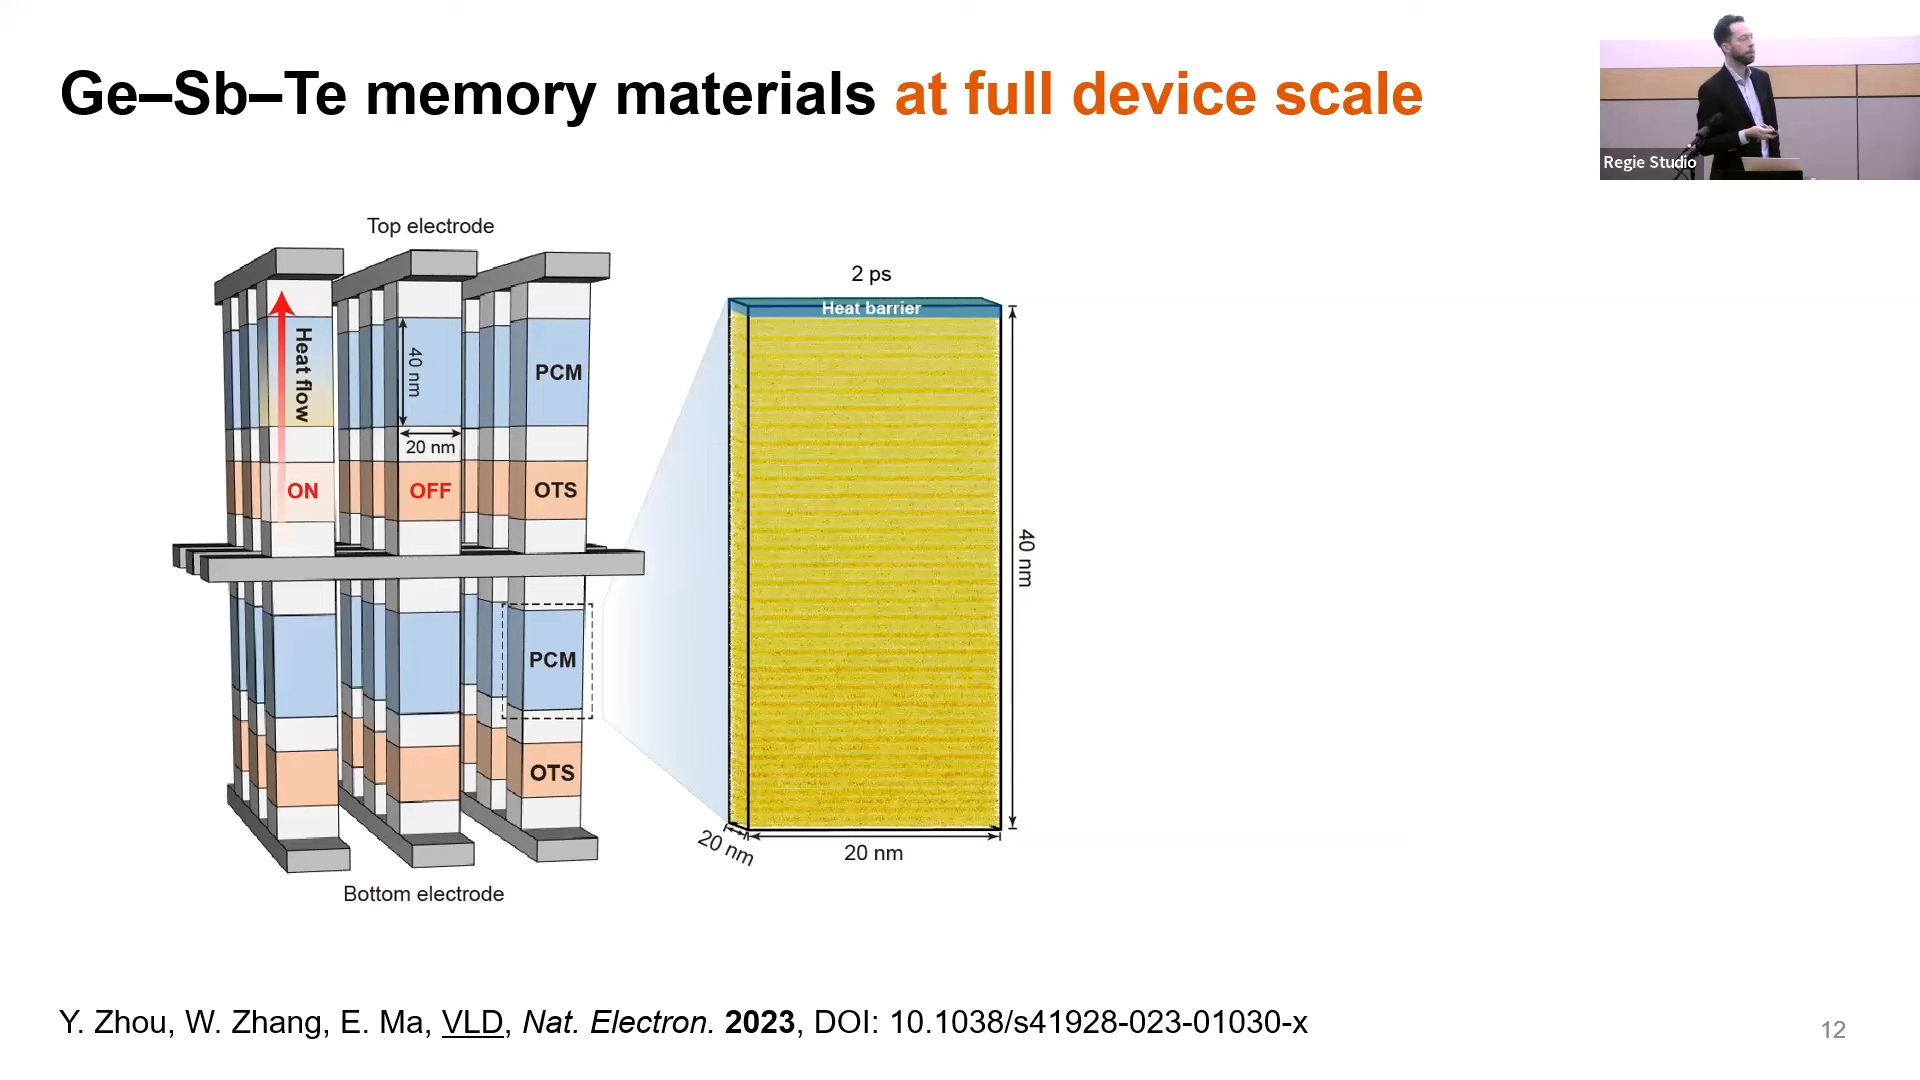 Ge–Sb–Te memory materials at full device scale
Regie Studio
Top electrode
Heat flow
40 nm
PCM
20 nm
ON
OFF
OTS
PCM
OTS
Bottom electrode
2 ps
Heat barrier
40 nm
20 nm
20 nm
Y. Zhou, W. Zhang, E. Ma, VLD, Nat. Electron. 2023, DOI: 10.1038/s41928-023-01030-x
12